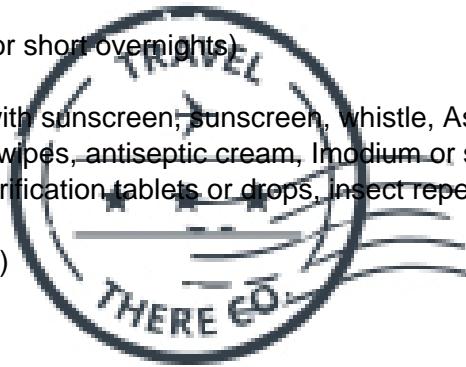 or short overnights)
TRAVEL
with sunscreen, sunscreen, whistle, As
wipes, antiseptic cream, Imodium or s
rification tablets or drops, insect repe
)
THERE CO.